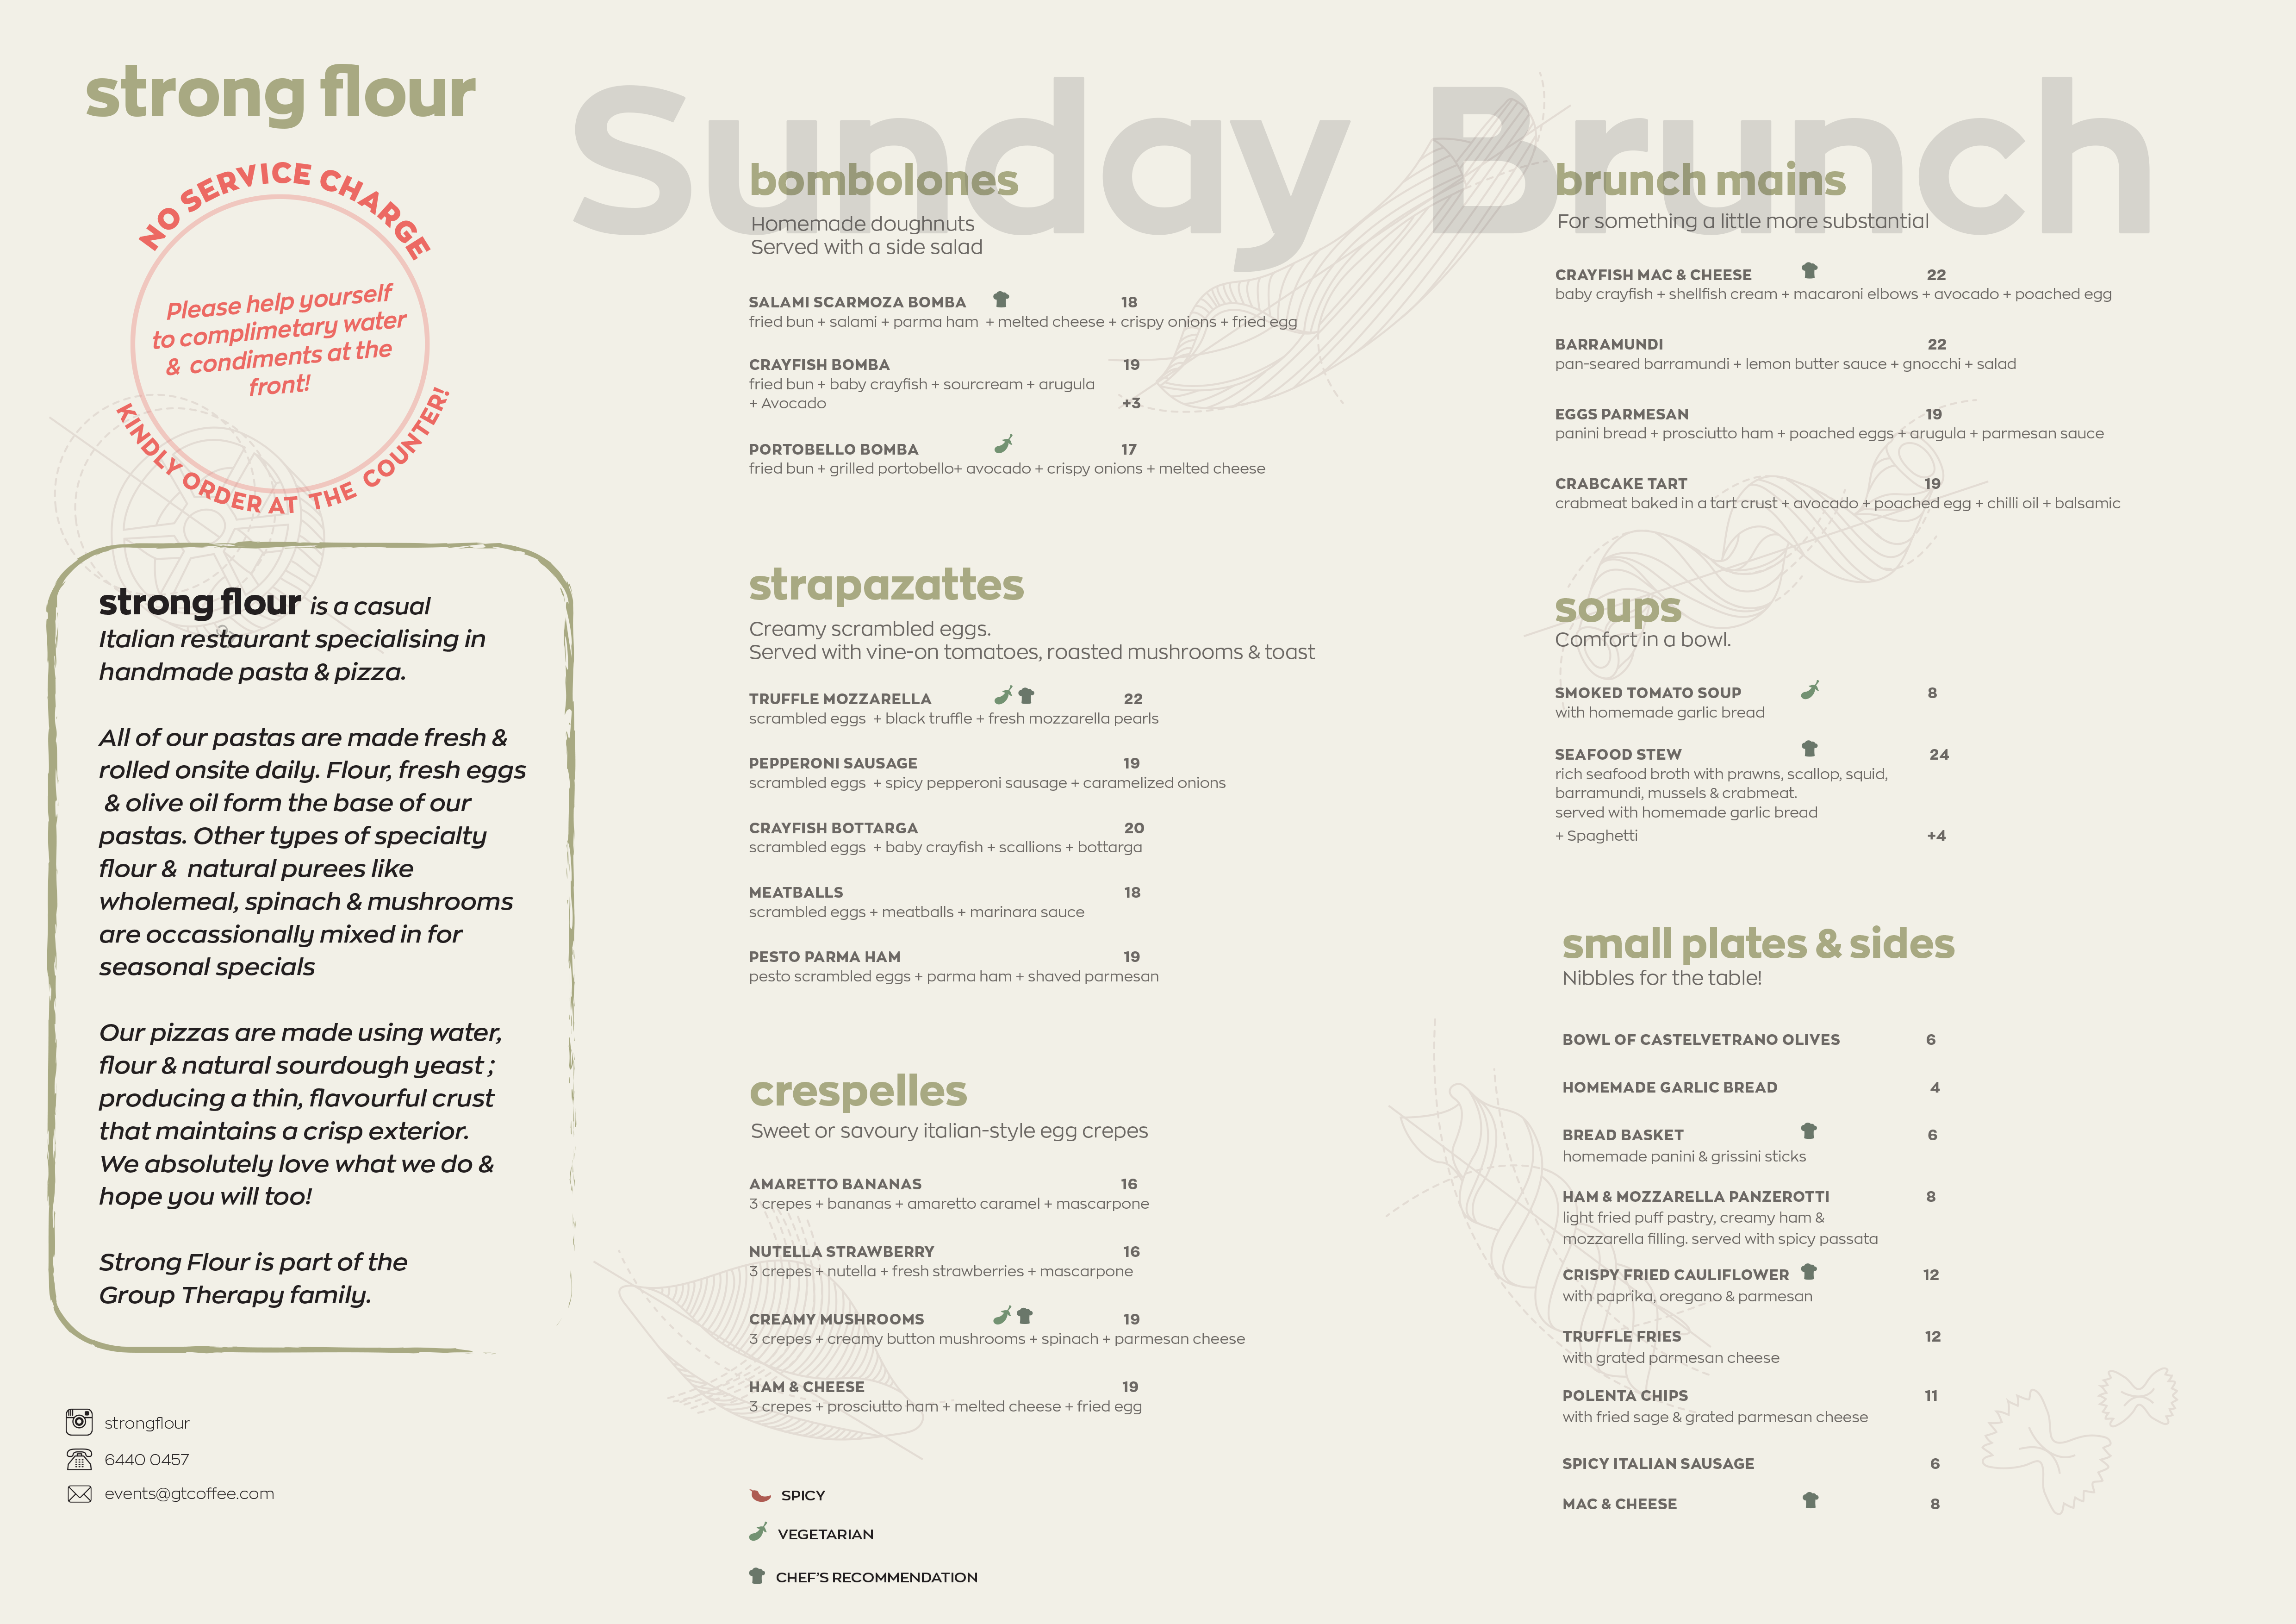 strong flour
NO SERVICE CHARGE
Please help yourself
to complimetary water
& condiments at the
front!
KINDLY ORDER AT THE COUNTER!
strong flour is a casual
Italian restaurant specialising in
handmade pasta & pizza.
All of our pastas are made fresh &
rolled onsite daily. Flour, fresh eggs
& olive oil form the base of our
pastas. Other types of specialty
flour & natural purees like
wholemeal, spinach & mushrooms
are occassionally mixed in for
seasonal specials
Our pizzas are made using water,
flour & natural sourdough yeast ;
producing a thin, flavourful crust
that maintains a crisp exterior.
We absolutely love what we do &
hope you will too!
Strong Flour is part of the
Group Therapy family.
strongflour
6440 0457
events@gtcoffee.com
Sunday Brunch
bombolones
Homemade doughnuts
Served with a side salad
SALAMI SCARMOZA BOMBA 18
fried bun + salami + parma ham + melted cheese + crispy onions + fried egg
CRAYFISH BOMBA 19
fried bun + baby crayfish + sourcream + arugula
+ Avocado +3
PORTOBELLO BOMBA 17
fried bun + grilled portobello+ avocado + crispy onions + melted cheese
strapazattes
Creamy scrambled eggs.
Served with vine-on tomatoes, roasted mushrooms & toast
TRUFFLE MOZZARELLA 22
scrambled eggs + black truffle + fresh mozzarella pearls
PEPPERONI SAUSAGE 19
scrambled eggs + spicy pepperoni sausage + caramelized onions
CRAYFISH BOTTARGA 20
scrambled eggs + baby crayfish + scallions + bottarga
MEATBALLS 18
scrambled eggs + meatballs + marinara sauce
PESTO PARMA HAM 19
pesto scrambled eggs + parma ham + shaved parmesan
crespelles
Sweet or savoury italian-style egg crepes
AMARETTO BANANAS 16
3 crepes + bananas + amaretto caramel + mascarpone
NUTELLA STRAWBERRY 16
3 crepes + nutella + fresh strawberries + mascarpone
CREAMY MUSHROOMS 19
3 crepes + creamy button mushrooms + spinach + parmesan cheese
HAM & CHEESE 19
3 crepes + prosciutto ham + melted cheese + fried egg
SPICY
VEGETARIAN
CHEF'S RECOMMENDATION
brunch mains
For something a little more substantial
CRAYFISH MAC & CHEESE 22
baby crayfish + shellfish cream + macaroni elbows + avocado + poached egg
BARRAMUNDI 22
pan-seared barramundi + lemon butter sauce + gnocchi + salad
EGGS PARMESAN 19
panini bread + prosciutto ham + poached eggs + arugula + parmesan sauce
CRABCAKE TART 19
crabmeat baked in a tart crust + avocado + poached egg + chilli oil + balsamic
soups
Comfort in a bowl.
SMOKED TOMATO SOUP 8
with homemade garlic bread
SEAFOOD STEW 24
rich seafood broth with prawns, scallop, squid,
barramundi, mussels & crabmeat.
served with homemade garlic bread
+ Spaghetti +4
small plates & sides
Nibbles for the table!
BOWL OF CASTELVETRANO OLIVES 6
HOMEMADE GARLIC BREAD 4
BREAD BASKET 6
homemade panini & grissini sticks
HAM & MOZZARELLA PANZEROTTI 8
light fried puff pastry, creamy ham &
mozzarella filling. served with spicy passata
CRISPY FRIED CAULIFLOWER 12
with paprika, oregano & parmesan
TRUFFLE FRIES 12
with grated parmesan cheese
POLENTA CHIPS 11
with fried sage & grated parmesan cheese
SPICY ITALIAN SAUSAGE 6
MAC & CHEESE 8